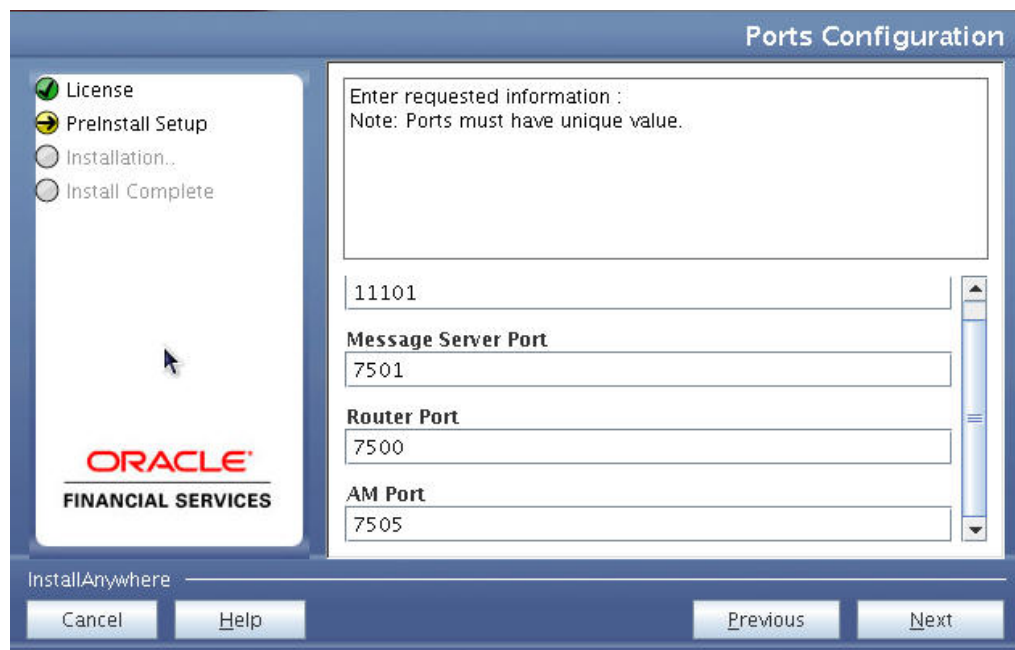 Ports Configuration
License
PreInstall Setup
Installation..
Install Complete
ORACLE'
FINANCIAL SERVICES
Enter requested information :
Note: Ports must have unique value.
11101
Message Server Port
7501
Router Port
7500
AM Port
7505
InstallAnywhere
Cancel
Help
Previous
Next